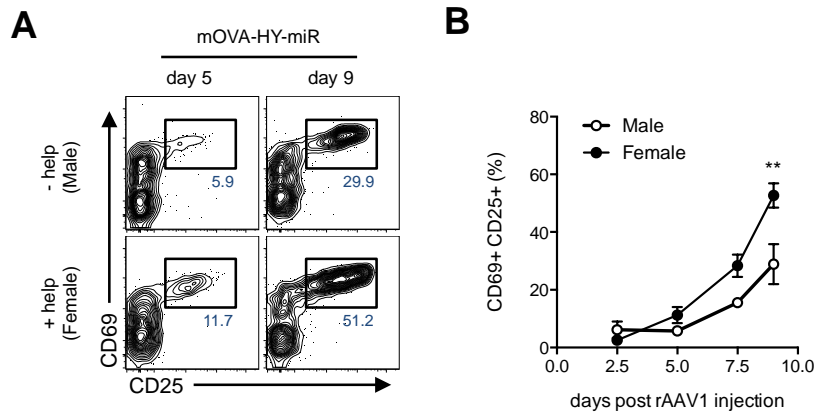 A
mOVA-HY-miR
day 5
day 9
- help
(Male)
5.9
29.9
+ help
(Female)
11.7
51.2
CD69
CD25
B
CD69+ CD25+ (%)
80
60
40
20
0
Male
Female
**
0.0
2.5
5.0
7.5
10.0
days post rAAV1 injection